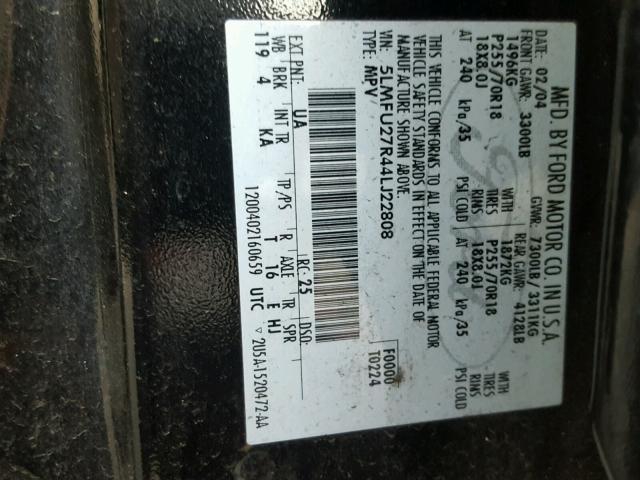 MFD. BY FORD MOTOR CO. IN U.S.A.
DATE: 02/04 GVWR: 7300LB/ 3311KG
FRONT GAWR: 3300LB REAR GAWR: 4128LB
1496KG WITH 1872KG WITH
P255/70R18 TIRES P255/70R18 TIRES
18X8.0J RIMS 18X8.0J RIMS
AT 240 kPa/35 PSI COLD AT 240 kPa/35 PSI COLD
THIS VEHICLE CONFORMS TO ALL APPLICABLE FEDERAL MOTOR
VEHICLE SAFETY STANDARDS IN EFFECT ON THE DATE OF
MANUFACTURE SHOWN ABOVE.
VIN: 5LMFU27R44LJ22808
TYPE: MPV
F0000
T0224
EXT PNT: UA RC: 25 DSO:
WB BRK INT TR TP/PS R AXLE TR SPR
119 4 KA T 16 E HJ
1200402160659 UTC ▽ 2U5A-1520472-AA